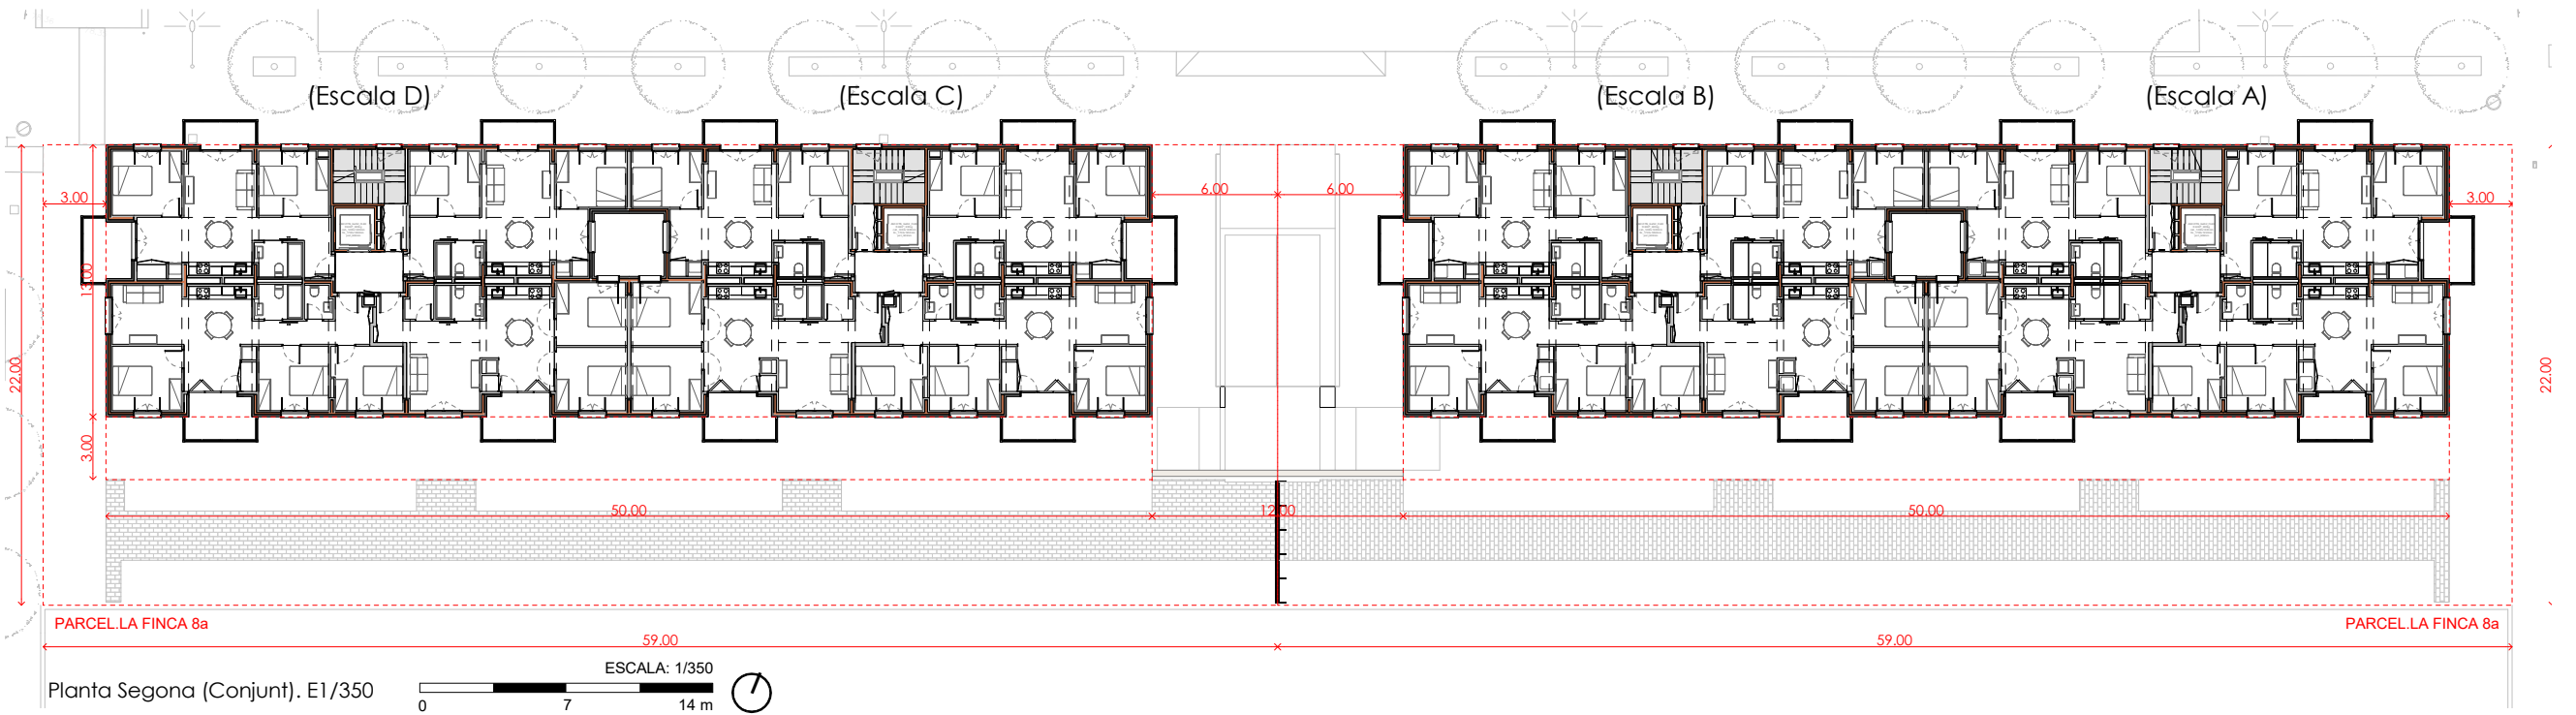 (Escala D)
(Escala C)
(Escala B)
(Escala A)
3.00
6.00
6.00
3.00
13.00
22.00
22.00
3.00
50.00
12.00
50.00
PARCEL.LA FINCA 8a
PARCEL.LA FINCA 8a
59.00
59.00
ESCALA: 1/350
Planta Segona (Conjunt). E1/350
0
7
14 m